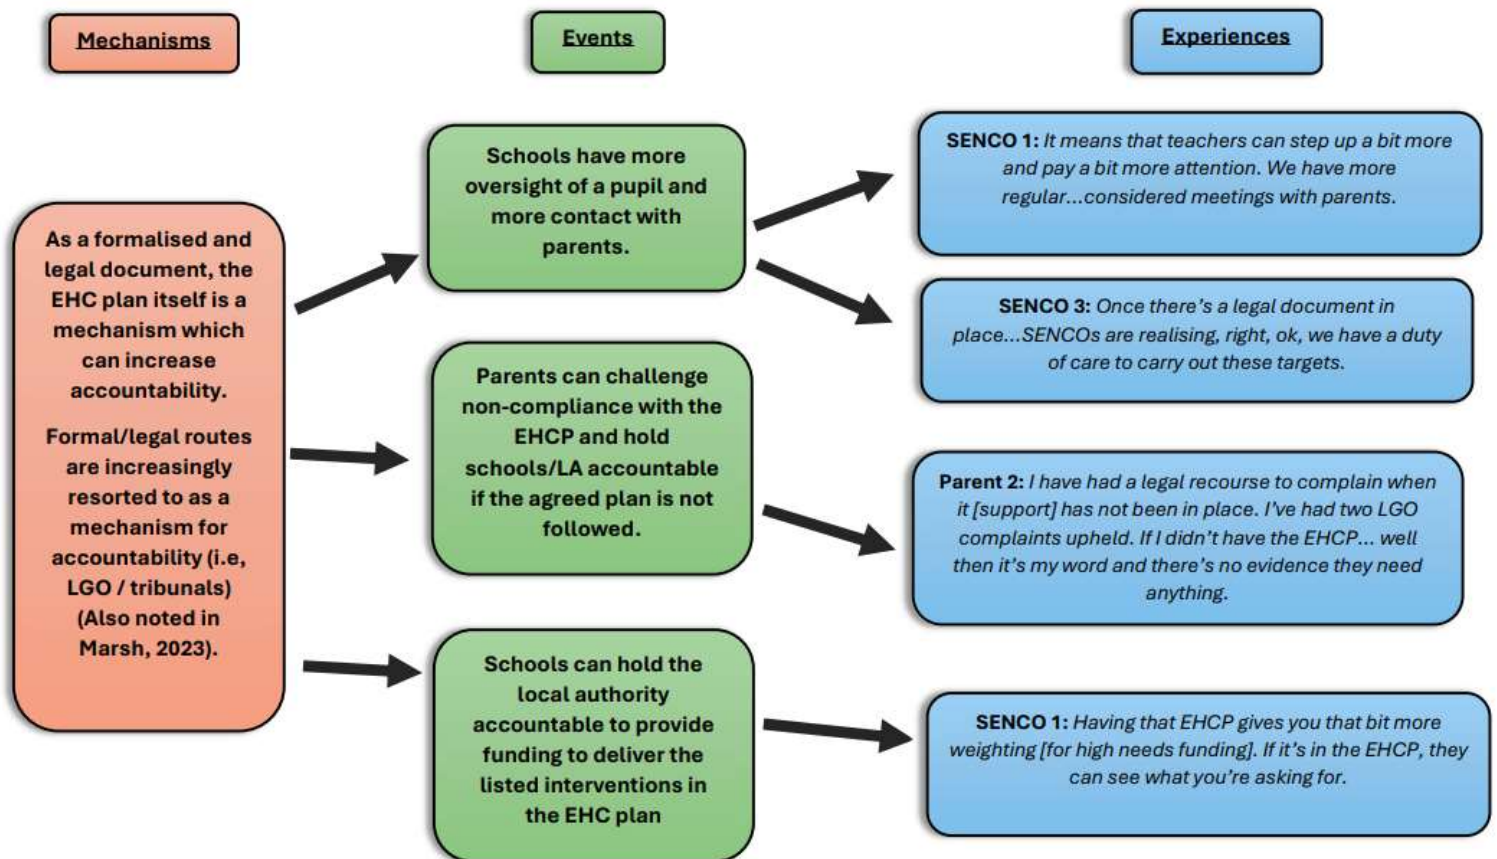 Mechanisms
Events
Experiences
As a formalised and
legal document, the
EHC plan itself is a
mechanism which
can increase
accountability.
Formal/legal routes
are increasingly
resorted to as a
mechanism for
accountability (i.e,
LGO / tribunals)
(Also noted in
Marsh, 2023).
Schools have more
oversight of a pupil and
more contact with
parents.
Parents can challenge
non-compliance with the
EHCP and hold
schools/LA accountable
if the agreed plan is not
followed.
Schools can hold the
local authority
accountable to provide
funding to deliver the
listed interventions in
the EHC plan
SENCO 1: It means that teachers can step up a bit more
and pay a bit more attention. We have more
regular...considered meetings with parents.
SENCO 3: Once there's a legal document in
place...SENCOs are realising, right, ok, we have a duty
of care to carry out these targets.
Parent 2: I have had a legal recourse to complain when
it [support] has not been in place. I've had two LGO
complaints upheld. If I didn't have the EHCP... well
then it's my word and there's no evidence they need
anything.
SENCO 1: Having that EHCP gives you that bit more
weighting [for high needs funding]. If it's in the EHCP, they
can see what you're asking for.